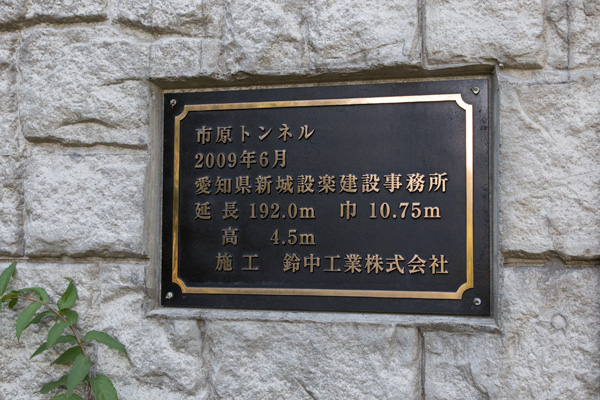 市原トンネル
2009年6月
愛知県新城設楽建設事務所
延長 192.0m 巾 10.75m
高 4.5m
施工 鈴中工業株式会社